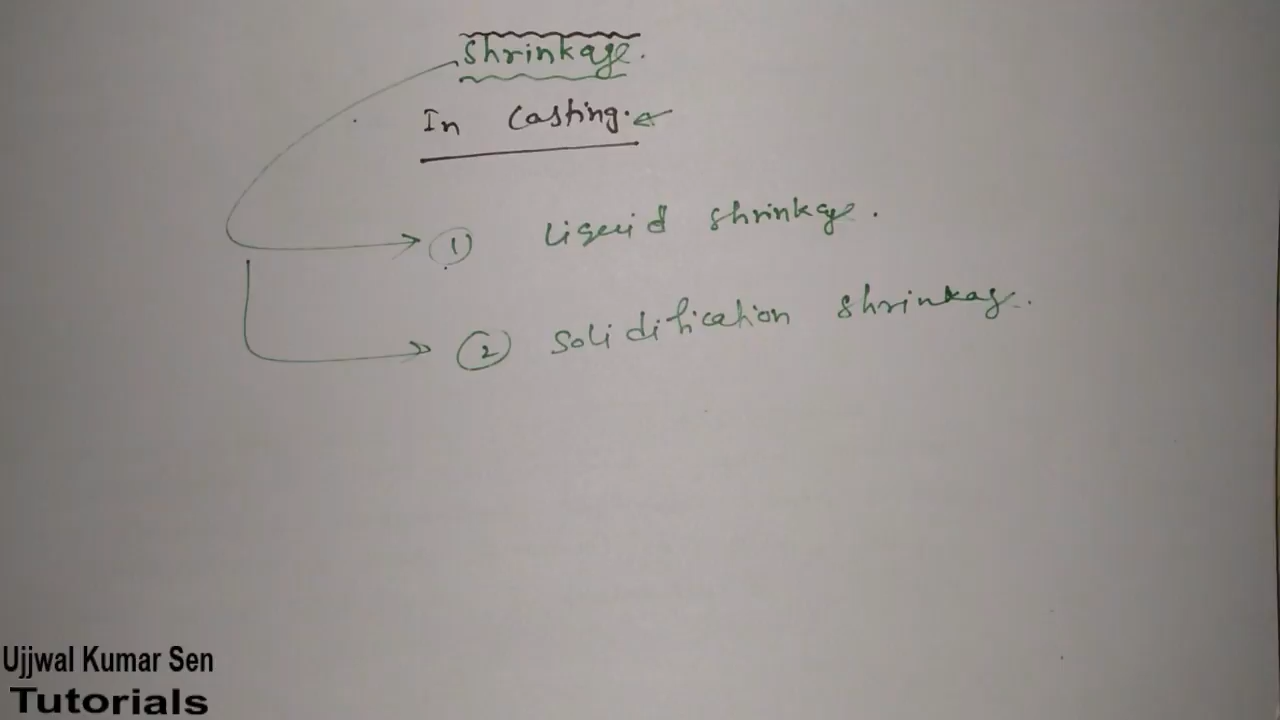 Shrinkage.
In Casting.
1 Liquid shrinkage.
2 Solidification shrinkage.
Ujjwal Kumar Sen
Tutorials